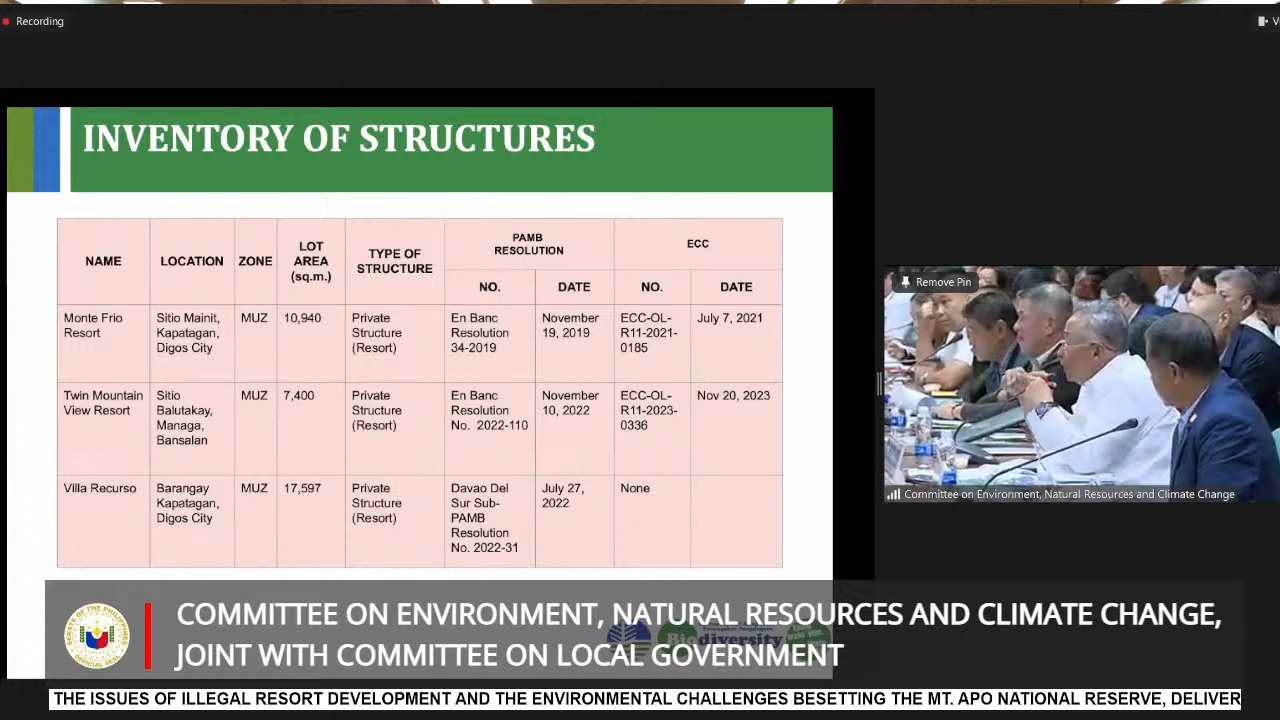 Recording
INVENTORY OF STRUCTURES
NAME
LOCATION
ZONE
LOT
AREA
(sq.m.)
TYPE OF
STRUCTURE
PAMB
RESOLUTION
ECC
NO.
DATE
NO.
DATE
Monte Frio
Resort
Sitio Mainit,
Kapatagan,
Digos City
MUZ
10,940
Private
Structure
(Resort)
En Banc
Resolution
34-2019
November
19, 2019
ECC-OL-
R11-2021-
0185
July 7, 2021
Twin Mountain
View Resort
Sitio
Balutakay,
Managa,
Bansalan
MUZ
7,400
Private
Structure
(Resort)
En Banc
Resolution
No. 2022-110
November
10, 2022
ECC-OL-
R11-2023-
0336
Nov 20, 2023
Villa Recurso
Barangay
Kapatagan,
Digos City
MUZ
17,597
Private
Structure
(Resort)
Davao Del
Sur Sub-
PAMB
Resolution
No. 2022-31
July 27,
2022
None
Remove Pin
Committee on Environment, Natural Resources and Climate Change
SENATE OF THE PHILIPPINES
OFFICIAL SEAL
COMMITTEE ON ENVIRONMENT, NATURAL RESOURCES AND CLIMATE CHANGE,
JOINT WITH COMMITTEE ON LOCAL GOVERNMENT
Biodiversity
THE ISSUES OF ILLEGAL RESORT DEVELOPMENT AND THE ENVIRONMENTAL CHALLENGES BESETTING THE MT. APO NATIONAL RESERVE, DELIVER